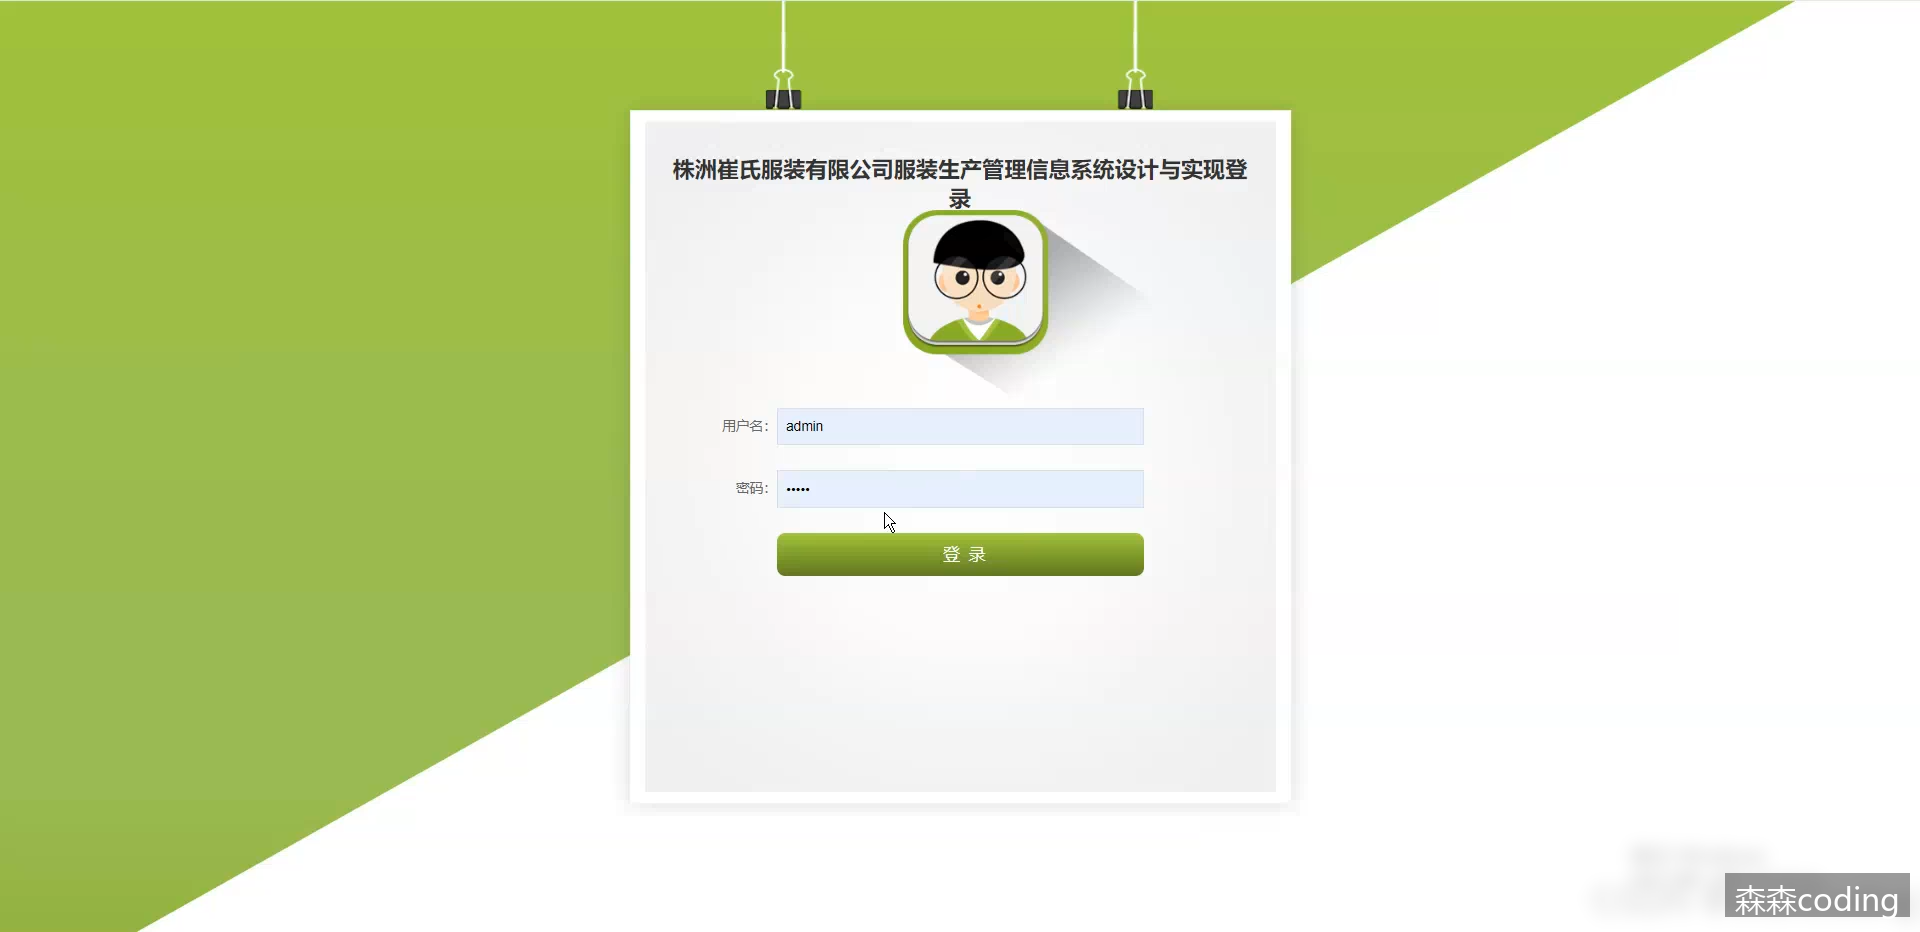 株洲崔氏服装有限公司服装生产管理信息系统设计与实现登
录
用户名：
admin
密码：
•••••
登 录
森森coding